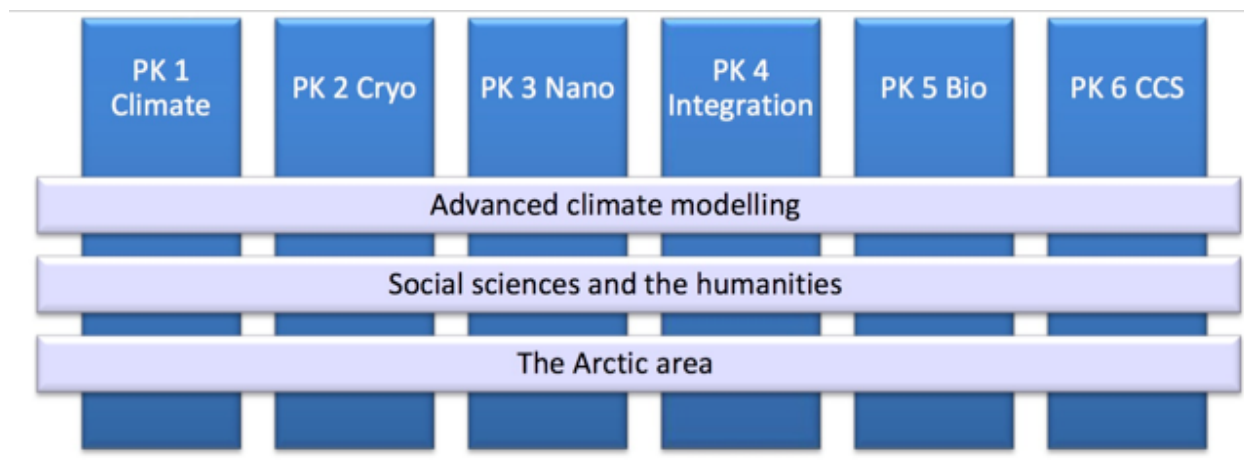 PK 1
Climate
PK 2 Cryo
PK 3 Nano
PK 4
Integration
PK 5 Bio
PK 6 CCS
Advanced climate modelling
Social sciences and the humanities
The Arctic area